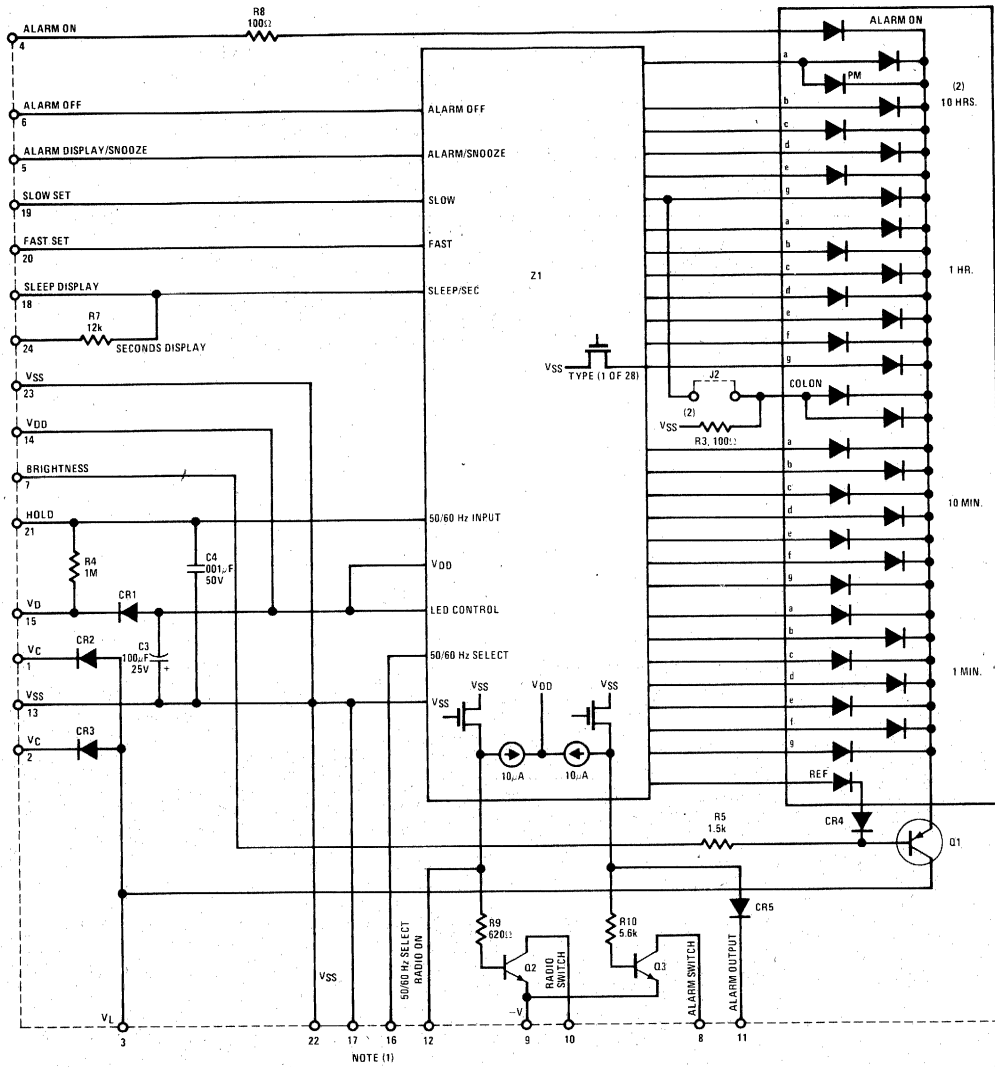 R8
100Ω
ALARM ON
4
ALARM ON
a
PM
(2)
10 HRS.
ALARM OFF
6
ALARM OFF
b
c
ALARM DISPLAY/SNOOZE
5
ALARM/SNOOZE
d
e
SLOW SET
19
SLOW
g
FAST SET
20
FAST
a
b
Z1
c
1 HR.
SLEEP DISPLAY
18
SLEEP/SEC
d
R7
12k
24
SECONDS DISPLAY
e
f
VSS
TYPE (1 OF 28)
g
VSS
23
J2
COLON
(2)
VSS
R3, 100Ω
VDD
14
a
BRIGHTNESS
7
b
c
10 MIN.
HOLD
21
50/60 Hz INPUT
d
e
R4
1M
C4
.001μF
50V
VDD
f
g
VD
15
CR1
LED CONTROL
a
b
VC
1
CR2
C3
100μF
25V
+
50/60 Hz SELECT
c
1 MIN.
d
VSS
13
VSS
VSS
VDD
VSS
e
f
VC
2
CR3
10μA
10μA
g
REF
CR4
R5
1.5k
Q1
R9
620Ω
R10
5.6k
CR5
Q2
Q3
50/60 Hz SELECT
RADIO ON
RADIO SWITCH
ALARM SWITCH
ALARM OUTPUT
VSS
VL
-V
3
22
17
16
12
9
10
8
11
NOTE (1)